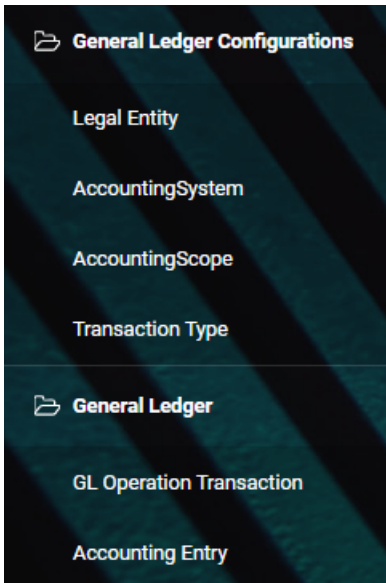 General Ledger Configurations
Legal Entity
AccountingSystem
AccountingScope
Transaction Type
General Ledger
GL Operation Transaction
Accounting Entry